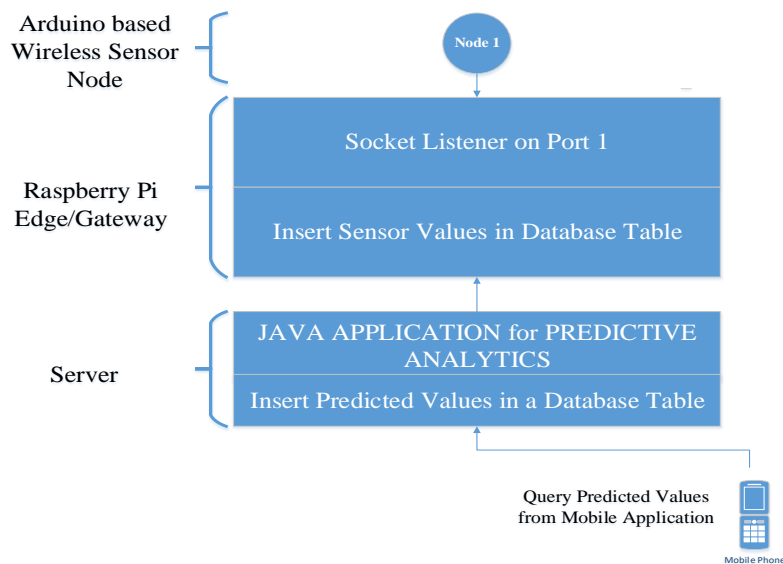 Arduino based
Wireless Sensor
Node
Node 1
Socket Listener on Port 1
Raspberry Pi
Edge/Gateway
Insert Sensor Values in Database Table
JAVA APPLICATION for PREDICTIVE
ANALYTICS
Server
Insert Predicted Values in a Database Table
Query Predicted Values
from Mobile Application
Mobile Phone